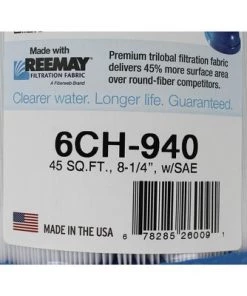 Made with
REEMAY
FILTRATION FABRIC
A Fiberweb Brand
Premium trilobal filtration fabric
delivers 45% more surface area
over round-fiber competitors.
Clearer water. Longer life. Guaranteed.
6CH-940
45 SQ.FT., 8-1/4", w/SAE
MADE IN THE USA
6 78285 26009 1